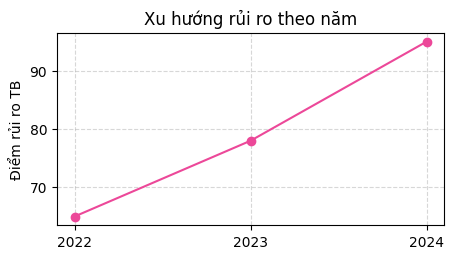 Xu hướng rủi ro theo năm
Điểm rủi ro TB
90
80
70
2022 2023 2024